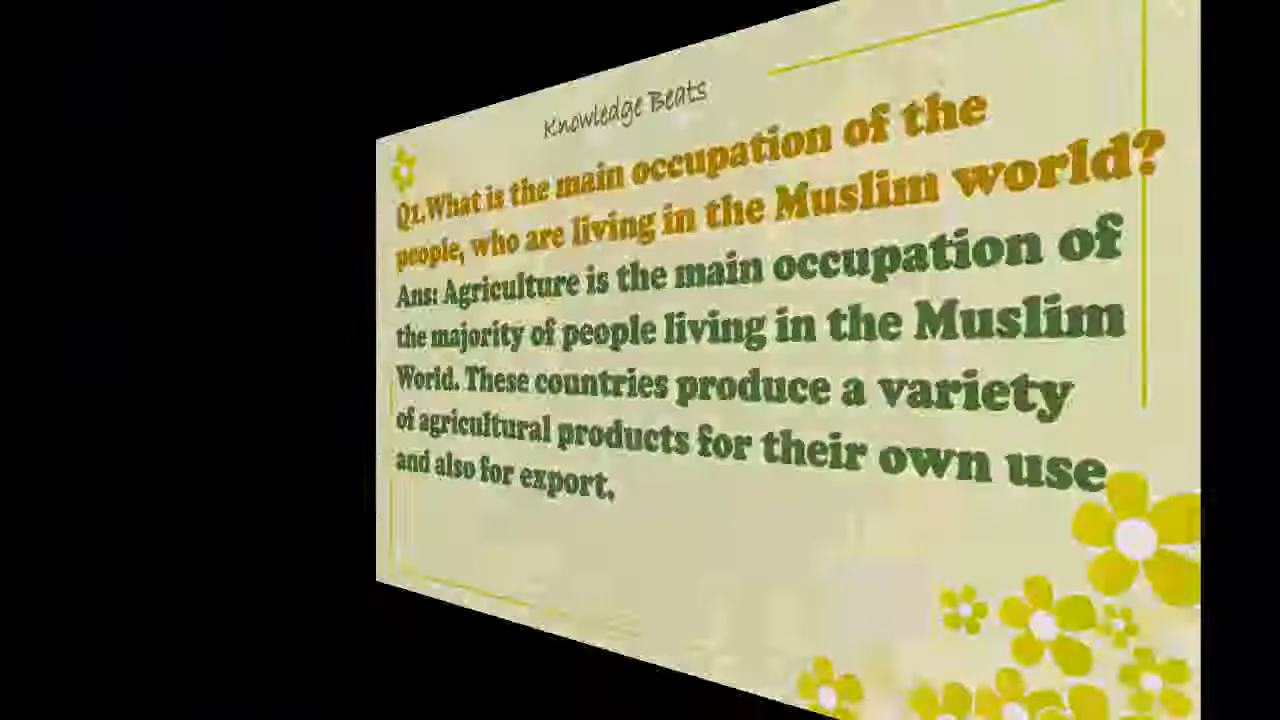 Knowledge Beats
Q1.What is the main occupation of the
people, who are living in the Muslim world?
Ans: Agriculture is the main occupation of
the majority of people living in the Muslim
World. These countries produce a variety
of agricultural products for their own use
and also for export.